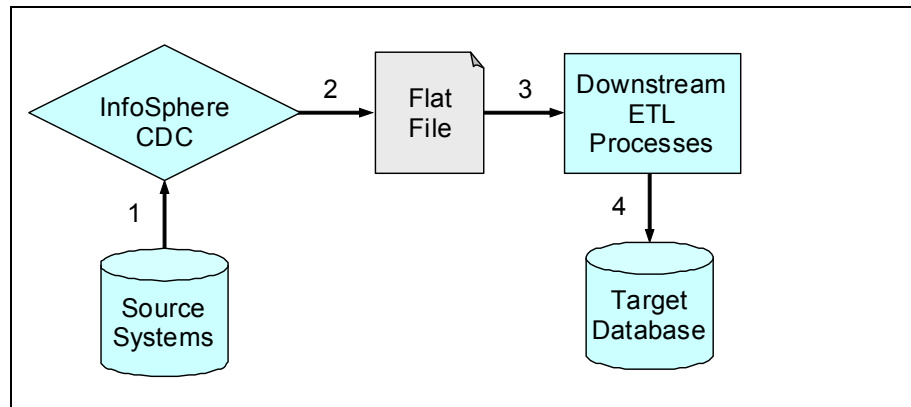 InfoSphere
CDC
2
Flat
File
3
Downstream
ETL
Processes
1
4
Source
Systems
Target
Database